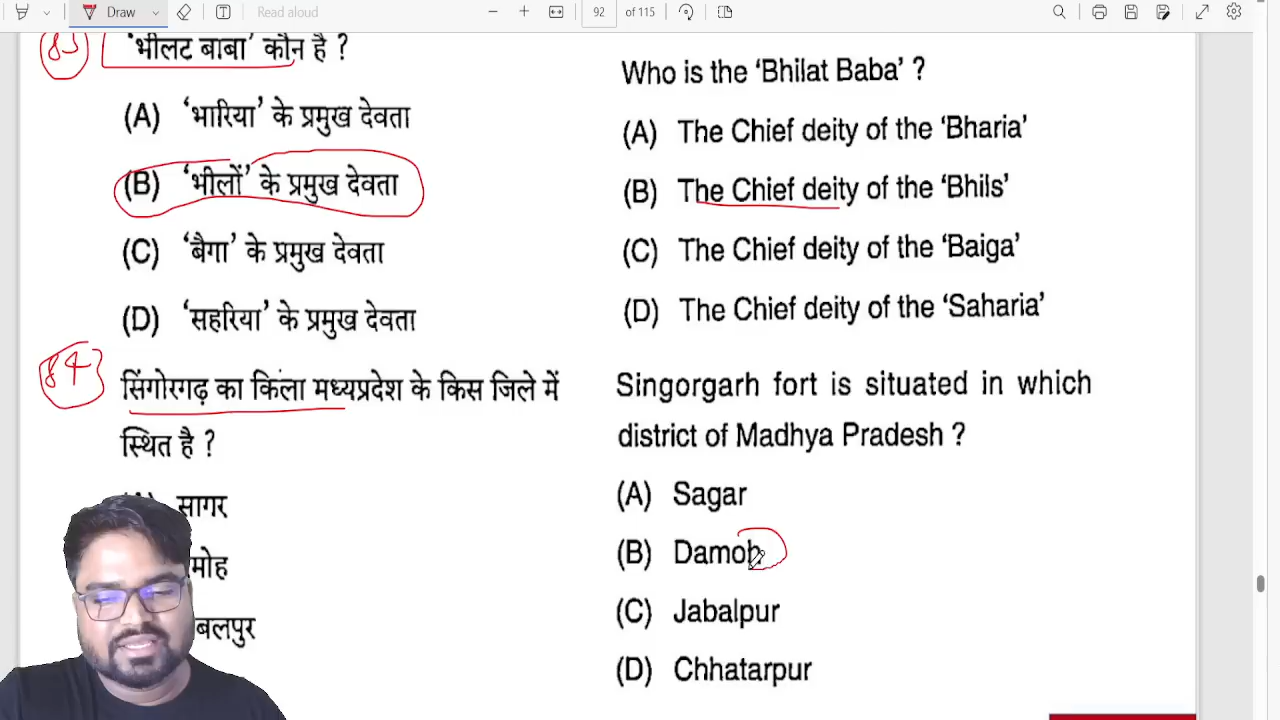 Draw
Read aloud
92 of 115
83
'भीलट बाबा' कौन है ?
(A) 'भारिया' के प्रमुख देवता
(B) 'भीलों' के प्रमुख देवता
(C) 'बैगा' के प्रमुख देवता
(D) 'सहरिया' के प्रमुख देवता
84
सिंगोरगढ़ का किला मध्यप्रदेश के किस जिले में
स्थित है ?
सागर
मोह
बलपुर
Who is the 'Bhilat Baba' ?
(A) The Chief deity of the 'Bharia'
(B) The Chief deity of the 'Bhils'
(C) The Chief deity of the 'Baiga'
(D) The Chief deity of the 'Saharia'
Singorgarh fort is situated in which
district of Madhya Pradesh ?
(A) Sagar
(B) Damoh
(C) Jabalpur
(D) Chhatarpur